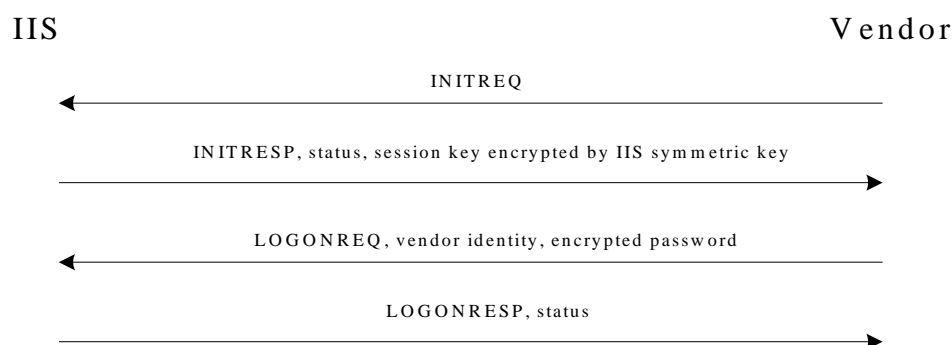 IIS
Vendor
INITREQ
INITRESP, status, session key encrypted by IIS symmetric key
LOGONREQ, vendor identity, encrypted password
LOGONRESP, status